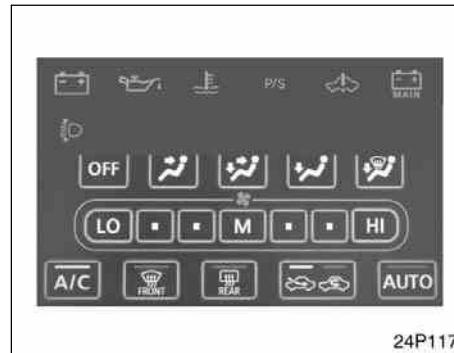 P/S
MAIN
OFF
LO M HI
A/C FRONT REAR AUTO
24P117